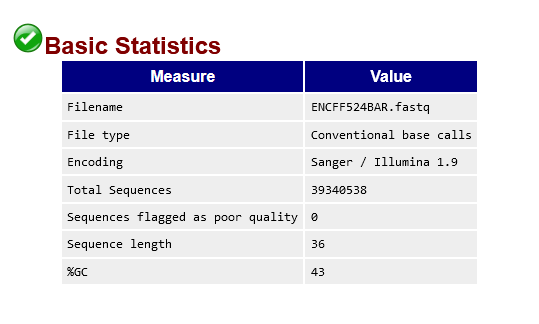 Basic Statistics
Measure Value
Filename ENCFF524BAR.fastq
File type Conventional base calls
Encoding Sanger / Illumina 1.9
Total Sequences 39340538
Sequences flagged as poor quality 0
Sequence length 36
%GC 43